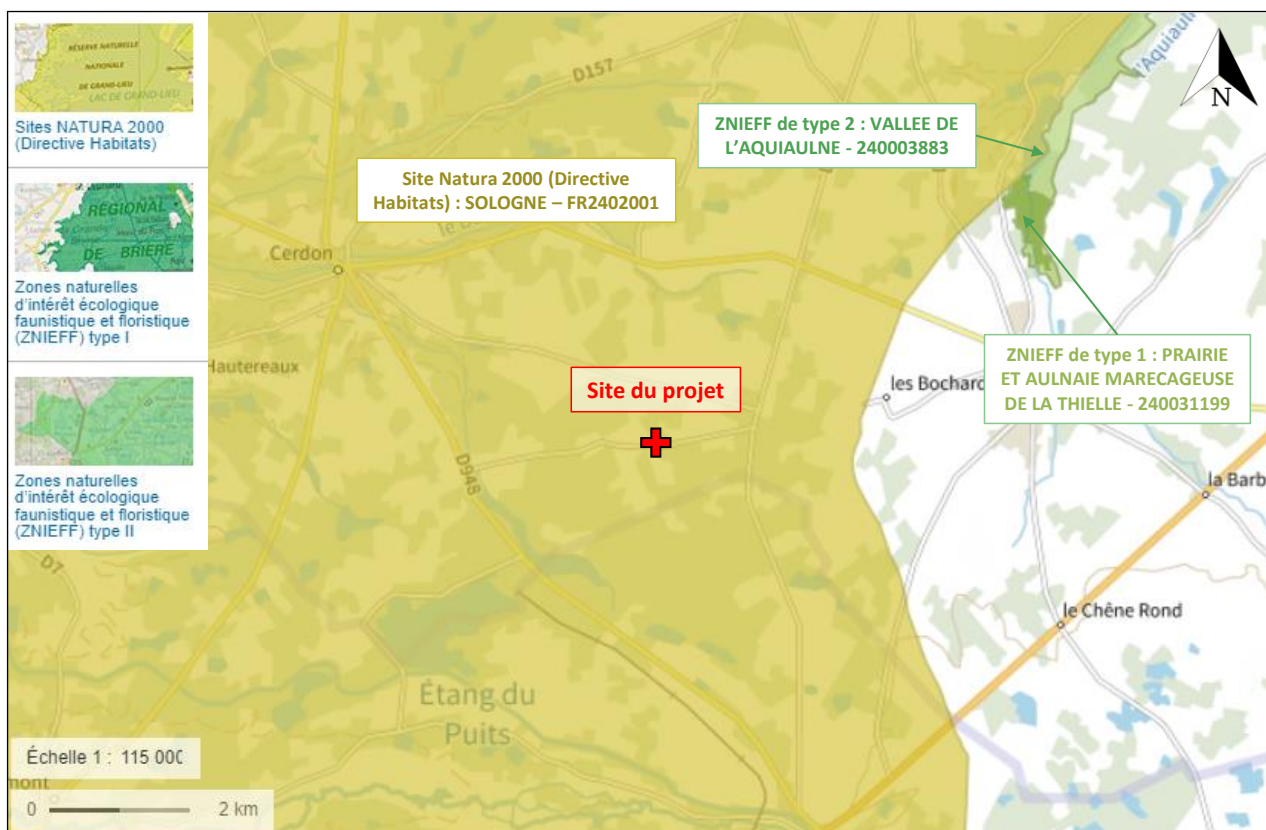 RÉSERVE NATURELLE
NATIONALE
DE GRAND-LIEU
LAC DE GRAND-LIEU
Sites NATURA 2000
(Directive Habitats)
RÉGIONAL
DE BRIÈRE
Zones naturelles
d'intérêt écologique
faunistique et floristique
(ZNIEFF) type I
Zones naturelles
d'intérêt écologique
faunistique et floristique
(ZNIEFF) type II
D157
l'Aquiaul
N
ZNIEFF de type 2 : VALLEE DE
L'AQUIAULNE - 240003883
Site Natura 2000 (Directive
Habitats) : SOLOGNE – FR2402001
Cerdon
Hautereaux
Site du projet
les Bochard
ZNIEFF de type 1 : PRAIRIE
ET AULNAIE MARECAGEUSE
DE LA THIELLE - 240031199
D948
la Barb
D7
le Chêne Rond
Étang du
Puits
Échelle 1 : 115 000
mont
0 2 km